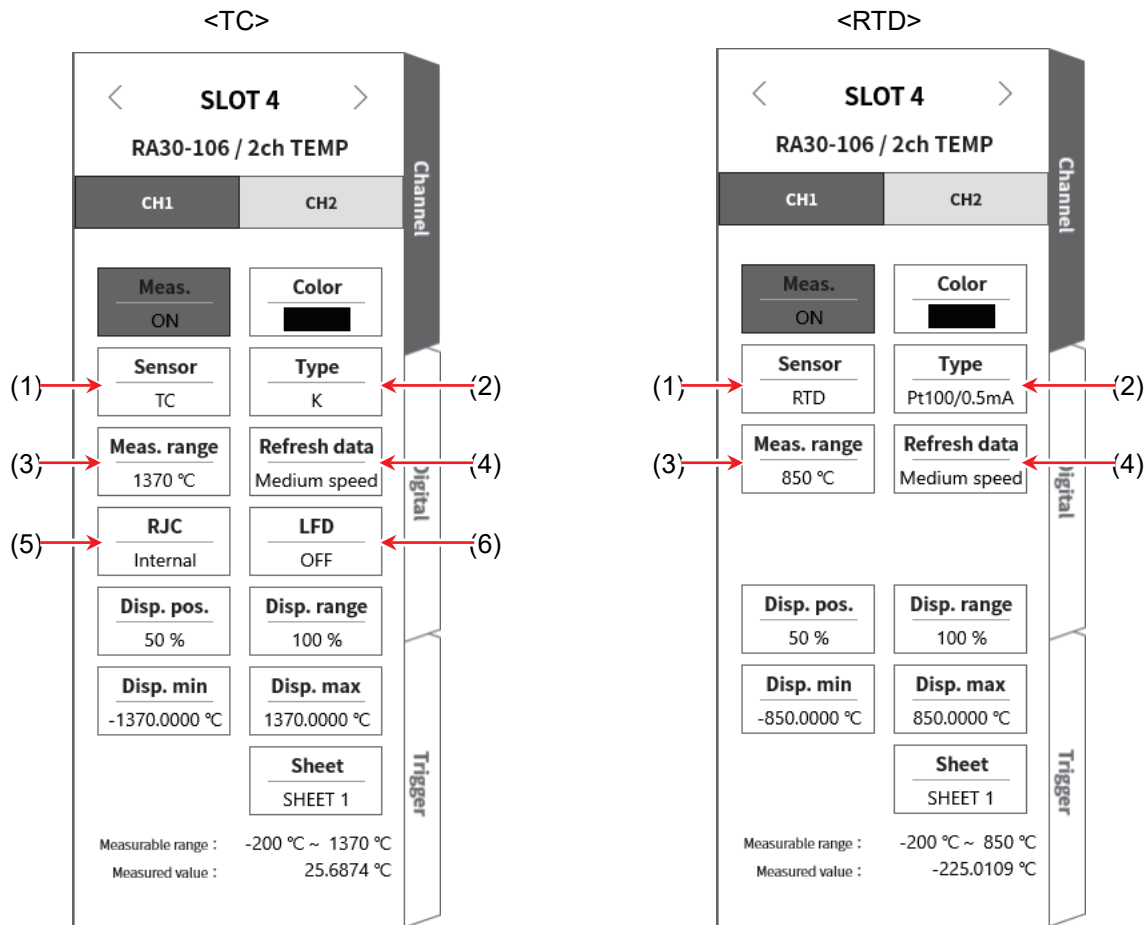 <TC>
SLOT 4
RA30-106 / 2ch TEMP
CH1 CH2
Meas. Color
ON
Sensor Type
TC K
Meas. range Refresh data
1370 ℃ Medium speed
RJC LFD
Internal OFF
Disp. pos. Disp. range
50 % 100 %
Disp. min Disp. max
-1370.0000 ℃ 1370.0000 ℃
Sheet
SHEET 1
Measurable range : -200 ℃ ~ 1370 ℃
Measured value : 25.6874 ℃
Channel
Digital
Trigger
(1)
(2)
(3)
(4)
(5)
(6)
<RTD>
SLOT 4
RA30-106 / 2ch TEMP
CH1 CH2
Meas. Color
ON
Sensor Type
RTD Pt100/0.5mA
Meas. range Refresh data
850 ℃ Medium speed
Disp. pos. Disp. range
50 % 100 %
Disp. min Disp. max
-850.0000 ℃ 850.0000 ℃
Sheet
SHEET 1
Measurable range : -200 ℃ ~ 850 ℃
Measured value : -225.0109 ℃
Channel
Digital
Trigger
(1)
(2)
(3)
(4)